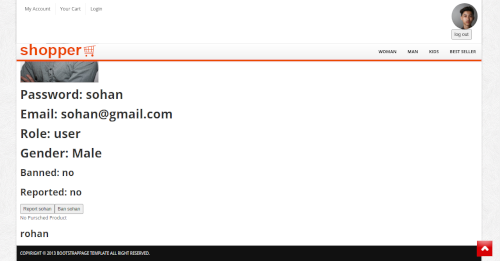 My Account Your Cart Login
log out
shopper
WOMAN MAN KIDS BEST SELLER
Password: sohan
Email: sohan@gmail.com
Role: user
Gender: Male
Banned: no
Reported: no
Report sohan Ban sohan
No Pursched Product
rohan
COPYRIGHT © 2013 BOOTSTRAPPAGE TEMPLATE ALL RIGHT RESERVED.